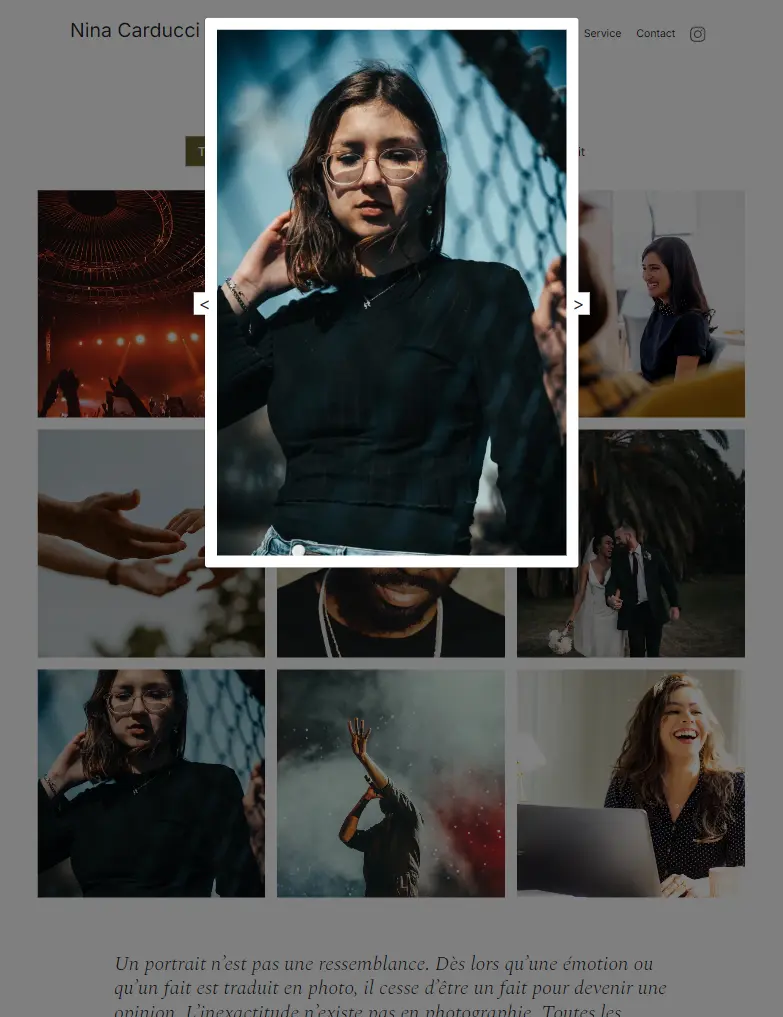 Nina Carducci
Service
Contact
<
>
Un portrait n'est pas une ressemblance. Dès lors qu'une émotion ou
qu'un fait est traduit en photo, il cesse d'être un fait pour devenir une
opinion. L'inexactitude n'existe pas en photographie. Toutes les